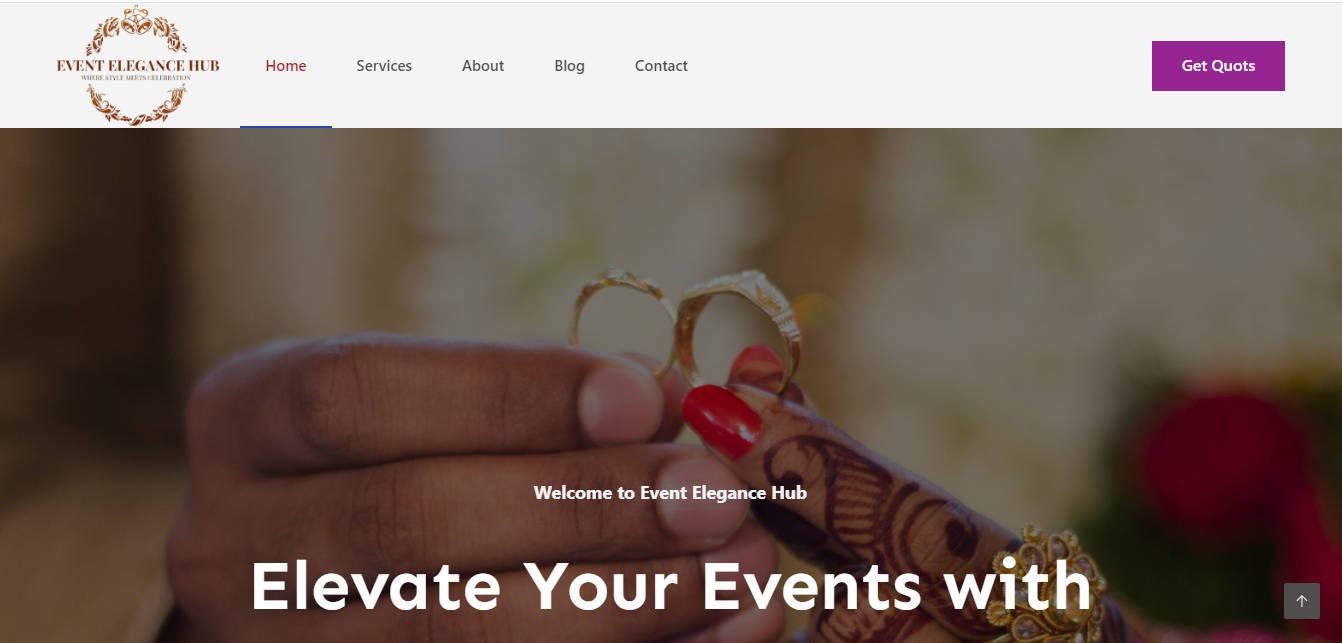 EVENT ELEGANCE HUB
WHERE STYLE MEETS CELEBRATION
Home
Services
About
Blog
Contact
Get Quots
Welcome to Event Elegance Hub
Elevate Your Events with